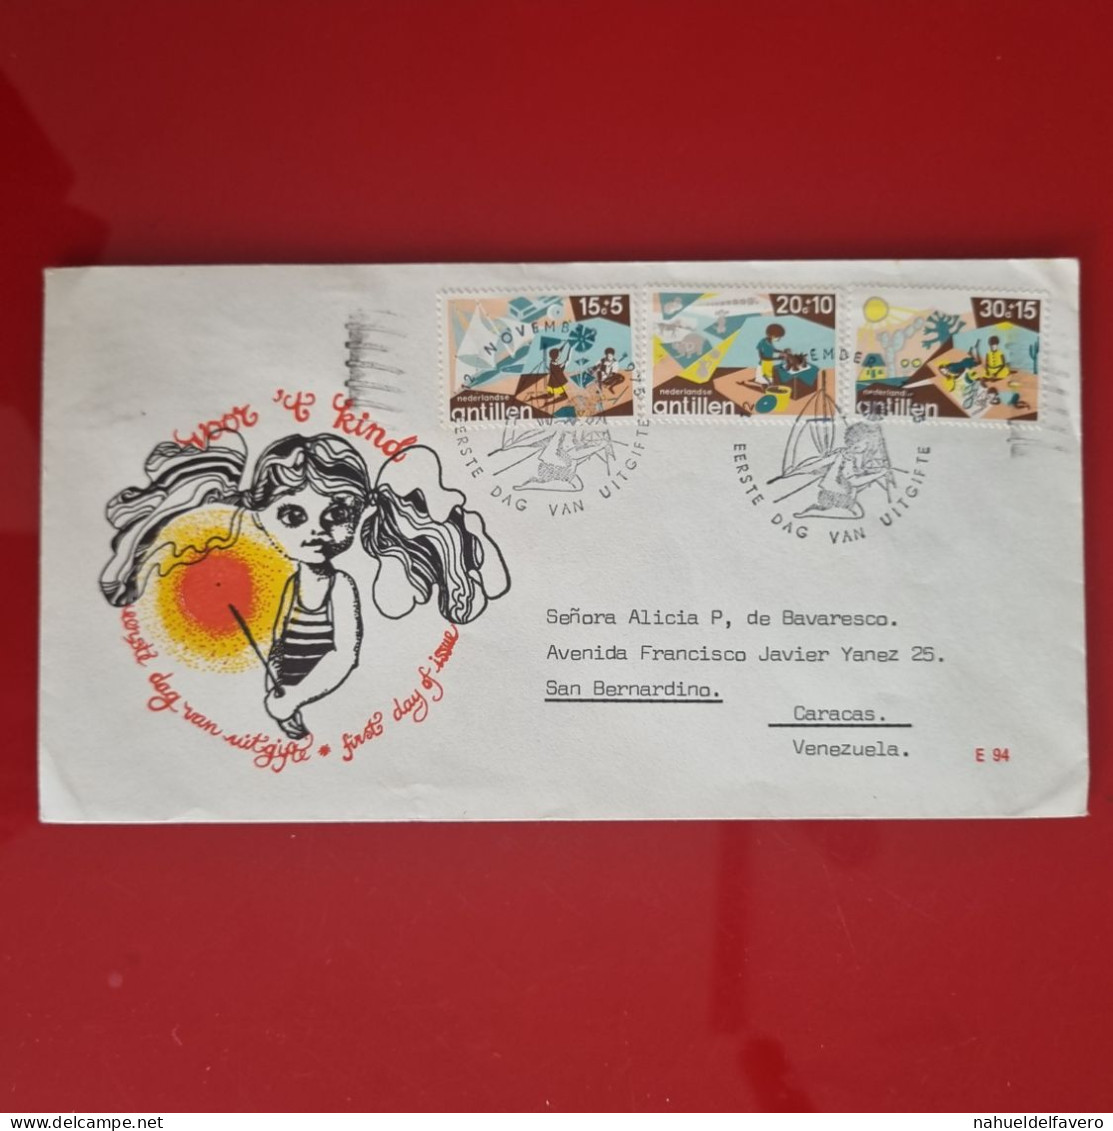 15c+5
nederlandse
antillen
20c+10
nederlandse
antillen
30c+15
nederlandse
antillen
12 NOVEMBER
EERSTE DAG VAN UITGIFTE
EERSTE DAG VAN UITGIFTE
voor 't kind
eerste dag van uitgifte * first day of issue
Señora Alicia P, de Bavaresco.
Avenida Francisco Javier Yanez 25.
San Bernardino.
Caracas.
Venezuela.
E 94
delcampe.net
nahueldelfavero